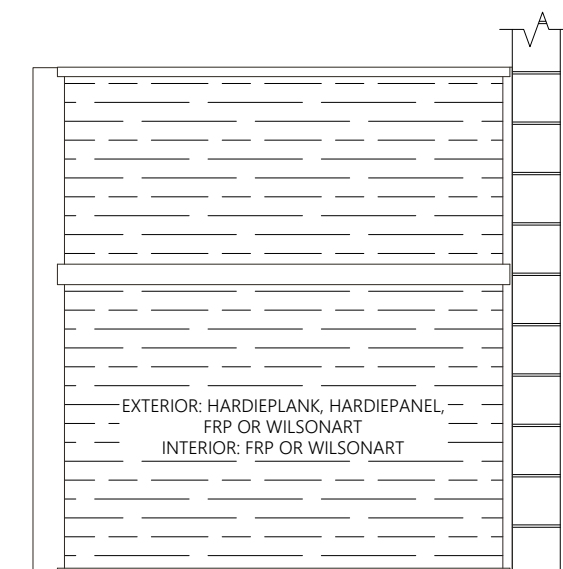 EXTERIOR: HARDIEPLANK, HARDIEPANEL,
FRP OR WILSONART
INTERIOR: FRP OR WILSONART